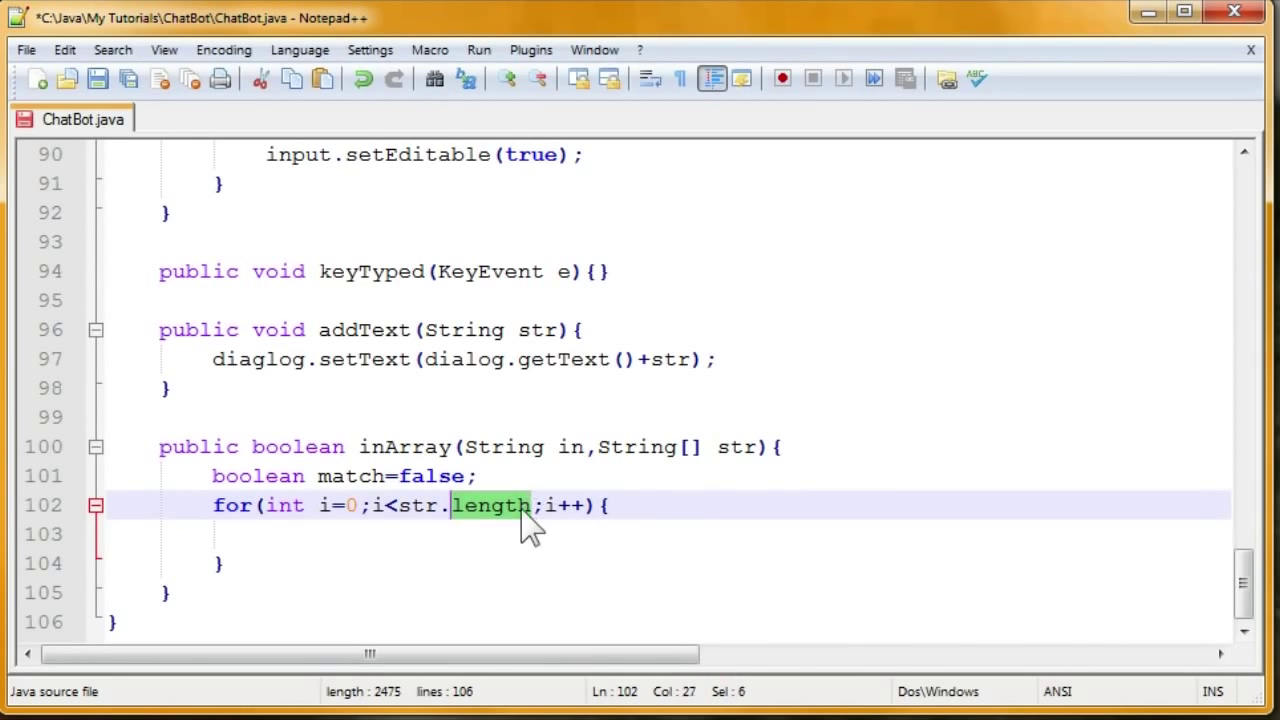 *C:\Java\My Tutorials\ChatBot\ChatBot.java - Notepad++
File Edit Search View Encoding Language Settings Macro Run Plugins Window ? X
ABC
ChatBot.java
90 input.setEditable(true);
91 }
92 }
93
94 public void keyTyped(KeyEvent e){}
95
96 public void addText(String str){
97 diaglog.setText(dialog.getText()+str);
98 }
99
100 public boolean inArray(String in,String[] str){
101 boolean match=false;
102 for(int i=0;i<str.length;i++){
103
104 }
105 }
106 }
Java source file length : 2475 lines : 106 Ln : 102 Col : 27 Sel : 6 Dos\Windows ANSI INS